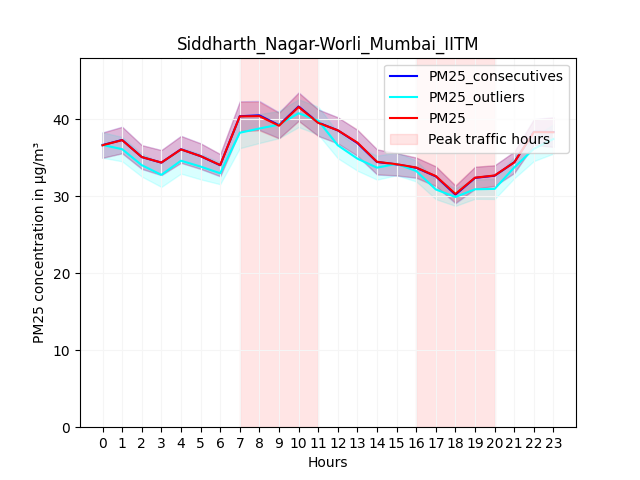 Siddharth_Nagar-Worli_Mumbai_IITM
PM25_consecutives
PM25_outliers
PM25
Peak traffic hours
PM25 concentration in µg/m³
40
30
20
10
0
0 1 2 3 4 5 6 7 8 9 10 11 12 13 14 15 16 17 18 19 20 21 22 23
Hours